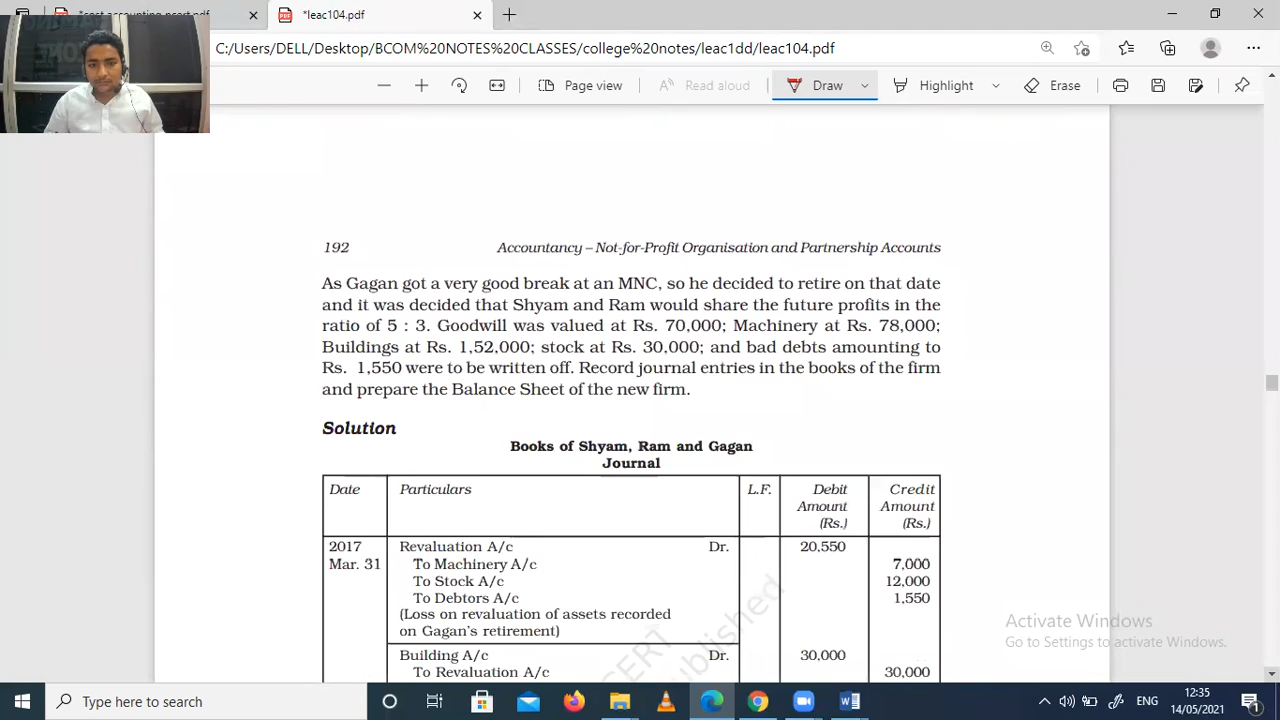 *leac104.pdf
C:/Users/DELL/Desktop/BCOM%20NOTES%20CLASSES/college%20notes/leac1dd/leac104.pdf
Page view
Read aloud
Draw
Highlight
Erase
192
Accountancy – Not-for-Profit Organisation and Partnership Accounts
As Gagan got a very good break at an MNC, so he decided to retire on that date
and it was decided that Shyam and Ram would share the future profits in the
ratio of 5 : 3. Goodwill was valued at Rs. 70,000; Machinery at Rs. 78,000;
Buildings at Rs. 1,52,000; stock at Rs. 30,000; and bad debts amounting to
Rs. 1,550 were to be written off. Record journal entries in the books of the firm
and prepare the Balance Sheet of the new firm.
Solution
Books of Shyam, Ram and Gagan
Journal
Date Particulars L.F. Debit Credit
Amount Amount
(Rs.) (Rs.)
2017 Revaluation A/c Dr. 20,550
Mar. 31 To Machinery A/c 7,000
To Stock A/c 12,000
To Debtors A/c 1,550
(Loss on revaluation of assets recorded
on Gagan's retirement)
Building A/c Dr. 30,000
To Revaluation A/c 30,000
Activate Windows
Go to Settings to activate Windows.
Type here to search
ENG
12:35
14/05/2021